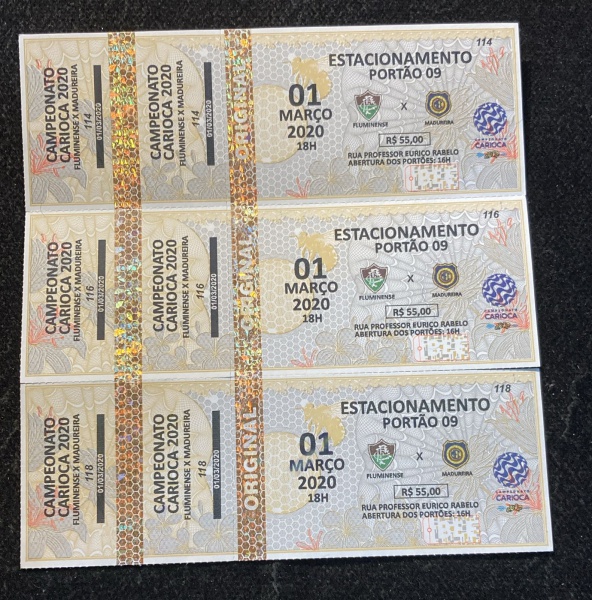 CAMPEONATO
CARIOCA 2020
FLUMINENSE X MADUREIRA
114
01/03/2020
CAMPEONATO
CARIOCA 2020
FLUMINENSE X MADUREIRA
114
01/03/2020
ORIGINAL
01
MARÇO
2020
18H
114
ESTACIONAMENTO
PORTÃO 09
X
FLUMINENSE
MADUREIRA
R$ 55,00
RUA PROFESSOR EURICO RABELO
ABERTURA DOS PORTÕES: 16H
CAMPEONATO
CARIOCA
CAMPEONATO
CARIOCA 2020
FLUMINENSE X MADUREIRA
116
01/03/2020
CAMPEONATO
CARIOCA 2020
FLUMINENSE X MADUREIRA
116
01/03/2020
ORIGINAL
01
MARÇO
2020
18H
116
ESTACIONAMENTO
PORTÃO 09
X
FLUMINENSE
MADUREIRA
R$ 55,00
RUA PROFESSOR EURICO RABELO
ABERTURA DOS PORTÕES: 16H
CAMPEONATO
CARIOCA
CAMPEONATO
CARIOCA 2020
FLUMINENSE X MADUREIRA
118
01/03/2020
CAMPEONATO
CARIOCA 2020
FLUMINENSE X MADUREIRA
118
01/03/2020
ORIGINAL
01
MARÇO
2020
18H
118
ESTACIONAMENTO
PORTÃO 09
X
FLUMINENSE
MADUREIRA
R$ 55,00
RUA PROFESSOR EURICO RABELO
ABERTURA DOS PORTÕES: 16H
CAMPEONATO
CARIOCA